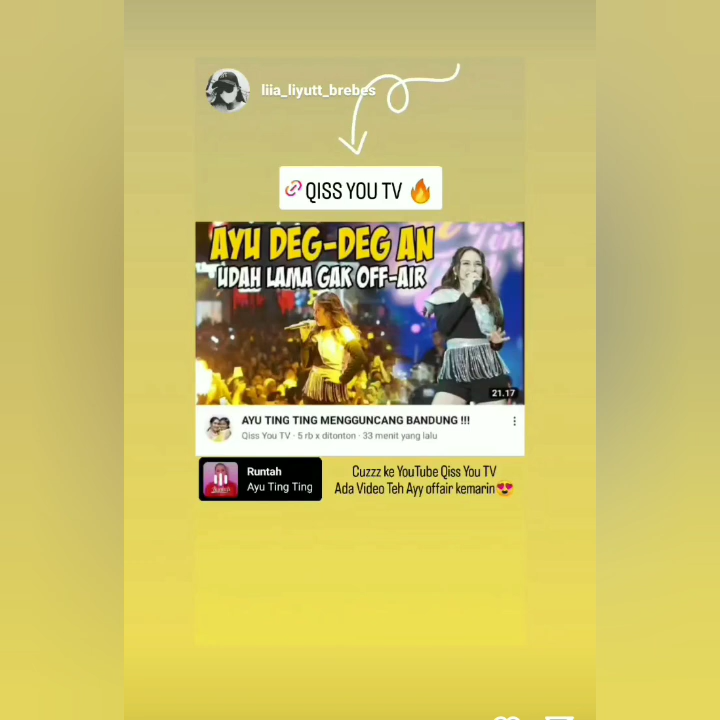 liia_liyutt_brebes
QISS YOU TV
AYU DEG-DEG AN
UDAH LAMA GAK OFF-AIR
21.17
AYU TING TING MENGGUNCANG BANDUNG !!!
Qiss You TV · 5 rb x ditonton · 33 menit yang lalu
Runtah
Ayu Ting Ting
Cuzzz ke YouTube Qiss You TV
Ada Video Teh Ayy offair kemarin